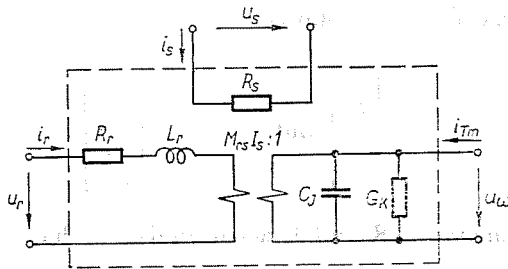 u_s
i_s
R_s
i_r
R_r
L_r
M_rs I_s : 1
i_Tm
u_r
C_J
G_K
u_ω